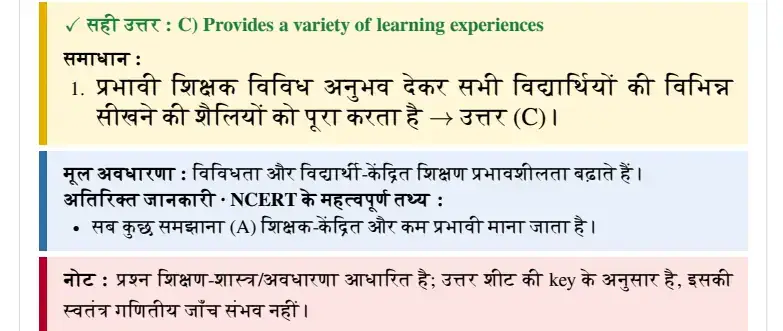 ✓ सही उत्तर : C) Provides a variety of learning experiences
समाधान :
1. प्रभावी शिक्षक विविध अनुभव देकर सभी विद्यार्थियों की विभिन्न
सीखने की शैलियों को पूरा करता है → उत्तर (C)।
मूल अवधारणा : विविधता और विद्यार्थी-केंद्रित शिक्षण प्रभावशीलता बढ़ाते हैं।
अतिरिक्त जानकारी · NCERT के महत्वपूर्ण तथ्य :
• सब कुछ समझाना (A) शिक्षक-केंद्रित और कम प्रभावी माना जाता है।
नोट : प्रश्न शिक्षण-शास्त्र/अवधारणा आधारित है; उत्तर शीट की key के अनुसार है, इसकी
स्वतंत्र गणितीय जाँच संभव नहीं।